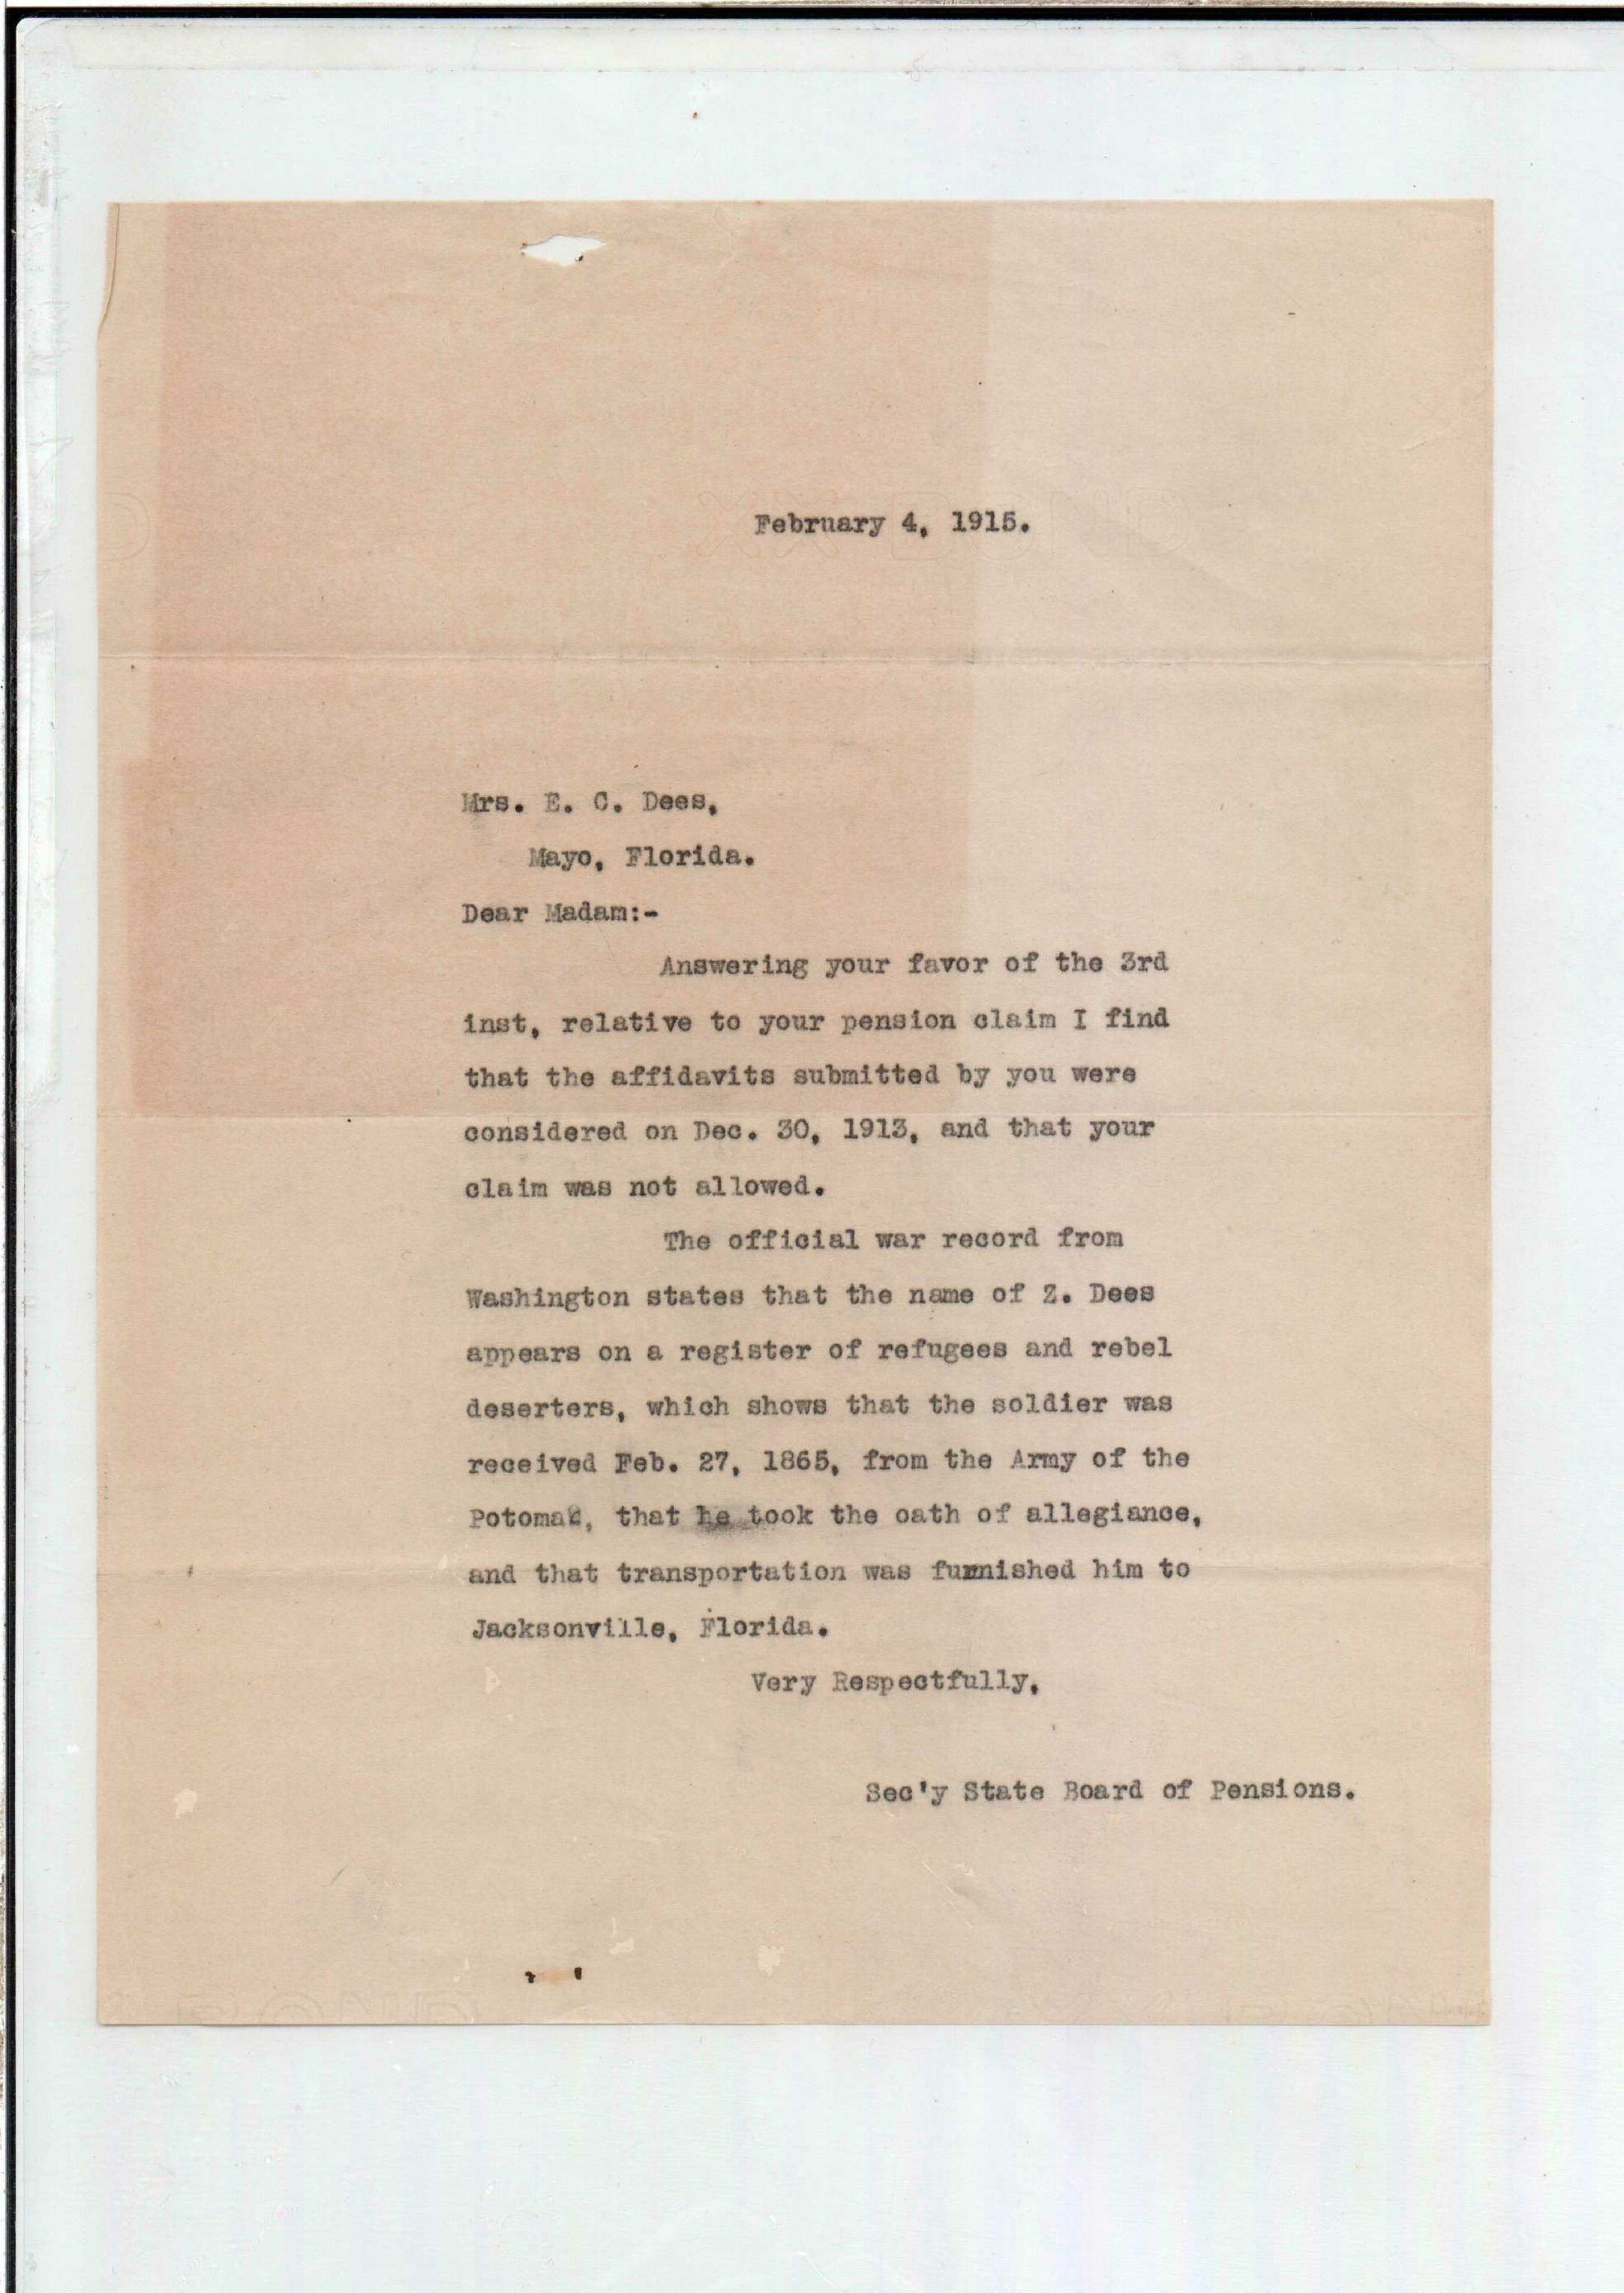 February 4, 1915.
Mrs. E. C. Dees,
Mayo, Florida.
Dear Madam:-
Answering your favor of the 3rd
inst, relative to your pension claim I find
that the affidavits submitted by you were
considered on Dec. 30, 1913, and that your
claim was not allowed.
The official war record from
Washington states that the name of Z. Dees
appears on a register of refugees and rebel
deserters, which shows that the soldier was
received Feb. 27, 1865, from the Army of the
Potomac, that he took the oath of allegiance,
and that transportation was furnished him to
Jacksonville, Florida.
Very Respectfully,
Sec'y State Board of Pensions.